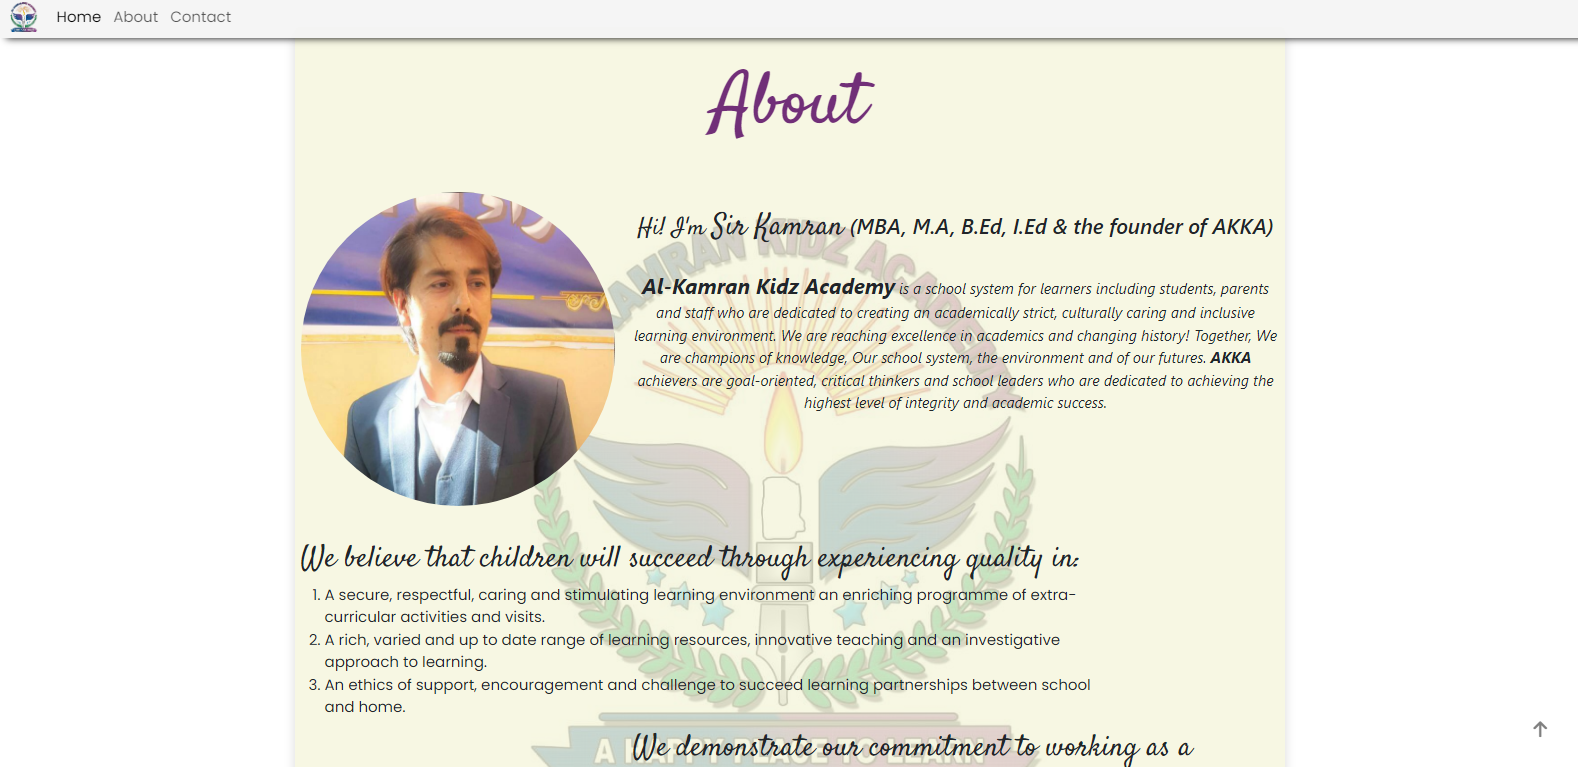 Home About Contact
About
Hi! I'm Sir Kamran (MBA, M.A, B.Ed, I.Ed & the founder of AKKA)
Al-Kamran Kidz Academy is a school system for learners including students, parents
and staff who are dedicated to creating an academically strict, culturally caring and inclusive
learning environment. We are reaching excellence in academics and changing history! Together, We
are champions of knowledge, Our school system, the environment and of our futures. AKKA
achievers are goal-oriented, critical thinkers and school leaders who are dedicated to achieving the
highest level of integrity and academic success.
KAMRAN KIDZ ACADEMY
We believe that children will succeed through experiencing quality in:
1. A secure, respectful, caring and stimulating learning environment an enriching programme of extra-
curricular activities and visits.
2. A rich, varied and up to date range of learning resources, innovative teaching and an investigative
approach to learning.
3. An ethics of support, encouragement and challenge to succeed learning partnerships between school
and home.
We demonstrate our commitment to working as a
A HAPPY PLACE TO LEARN